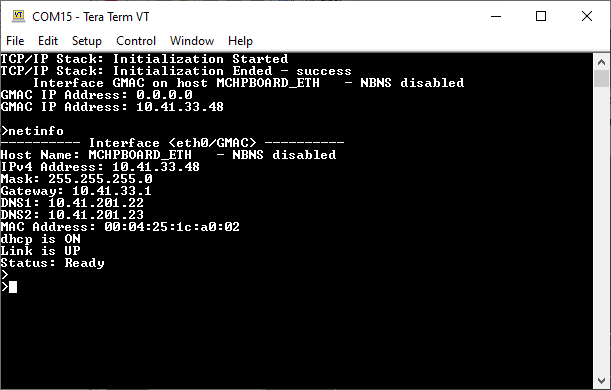 COM15 - Tera Term VT
File Edit Setup Control Window Help
TCP/IP Stack: Initialization Started
TCP/IP Stack: Initialization Ended - success
    Interface GMAC on host MCHPBOARD_ETH   - NBNS disabled
GMAC IP Address: 0.0.0.0
GMAC IP Address: 10.41.33.48
>netinfo
---------- Interface <eth0/GMAC> ----------
Host Name: MCHPBOARD_ETH   - NBNS disabled
IPv4 Address: 10.41.33.48
Mask: 255.255.255.0
Gateway: 10.41.33.1
DNS1: 10.41.201.22
DNS2: 10.41.201.23
MAC Address: 00:04:25:1c:a0:02
dhcp is ON
Link is UP
Status: Ready
>
>